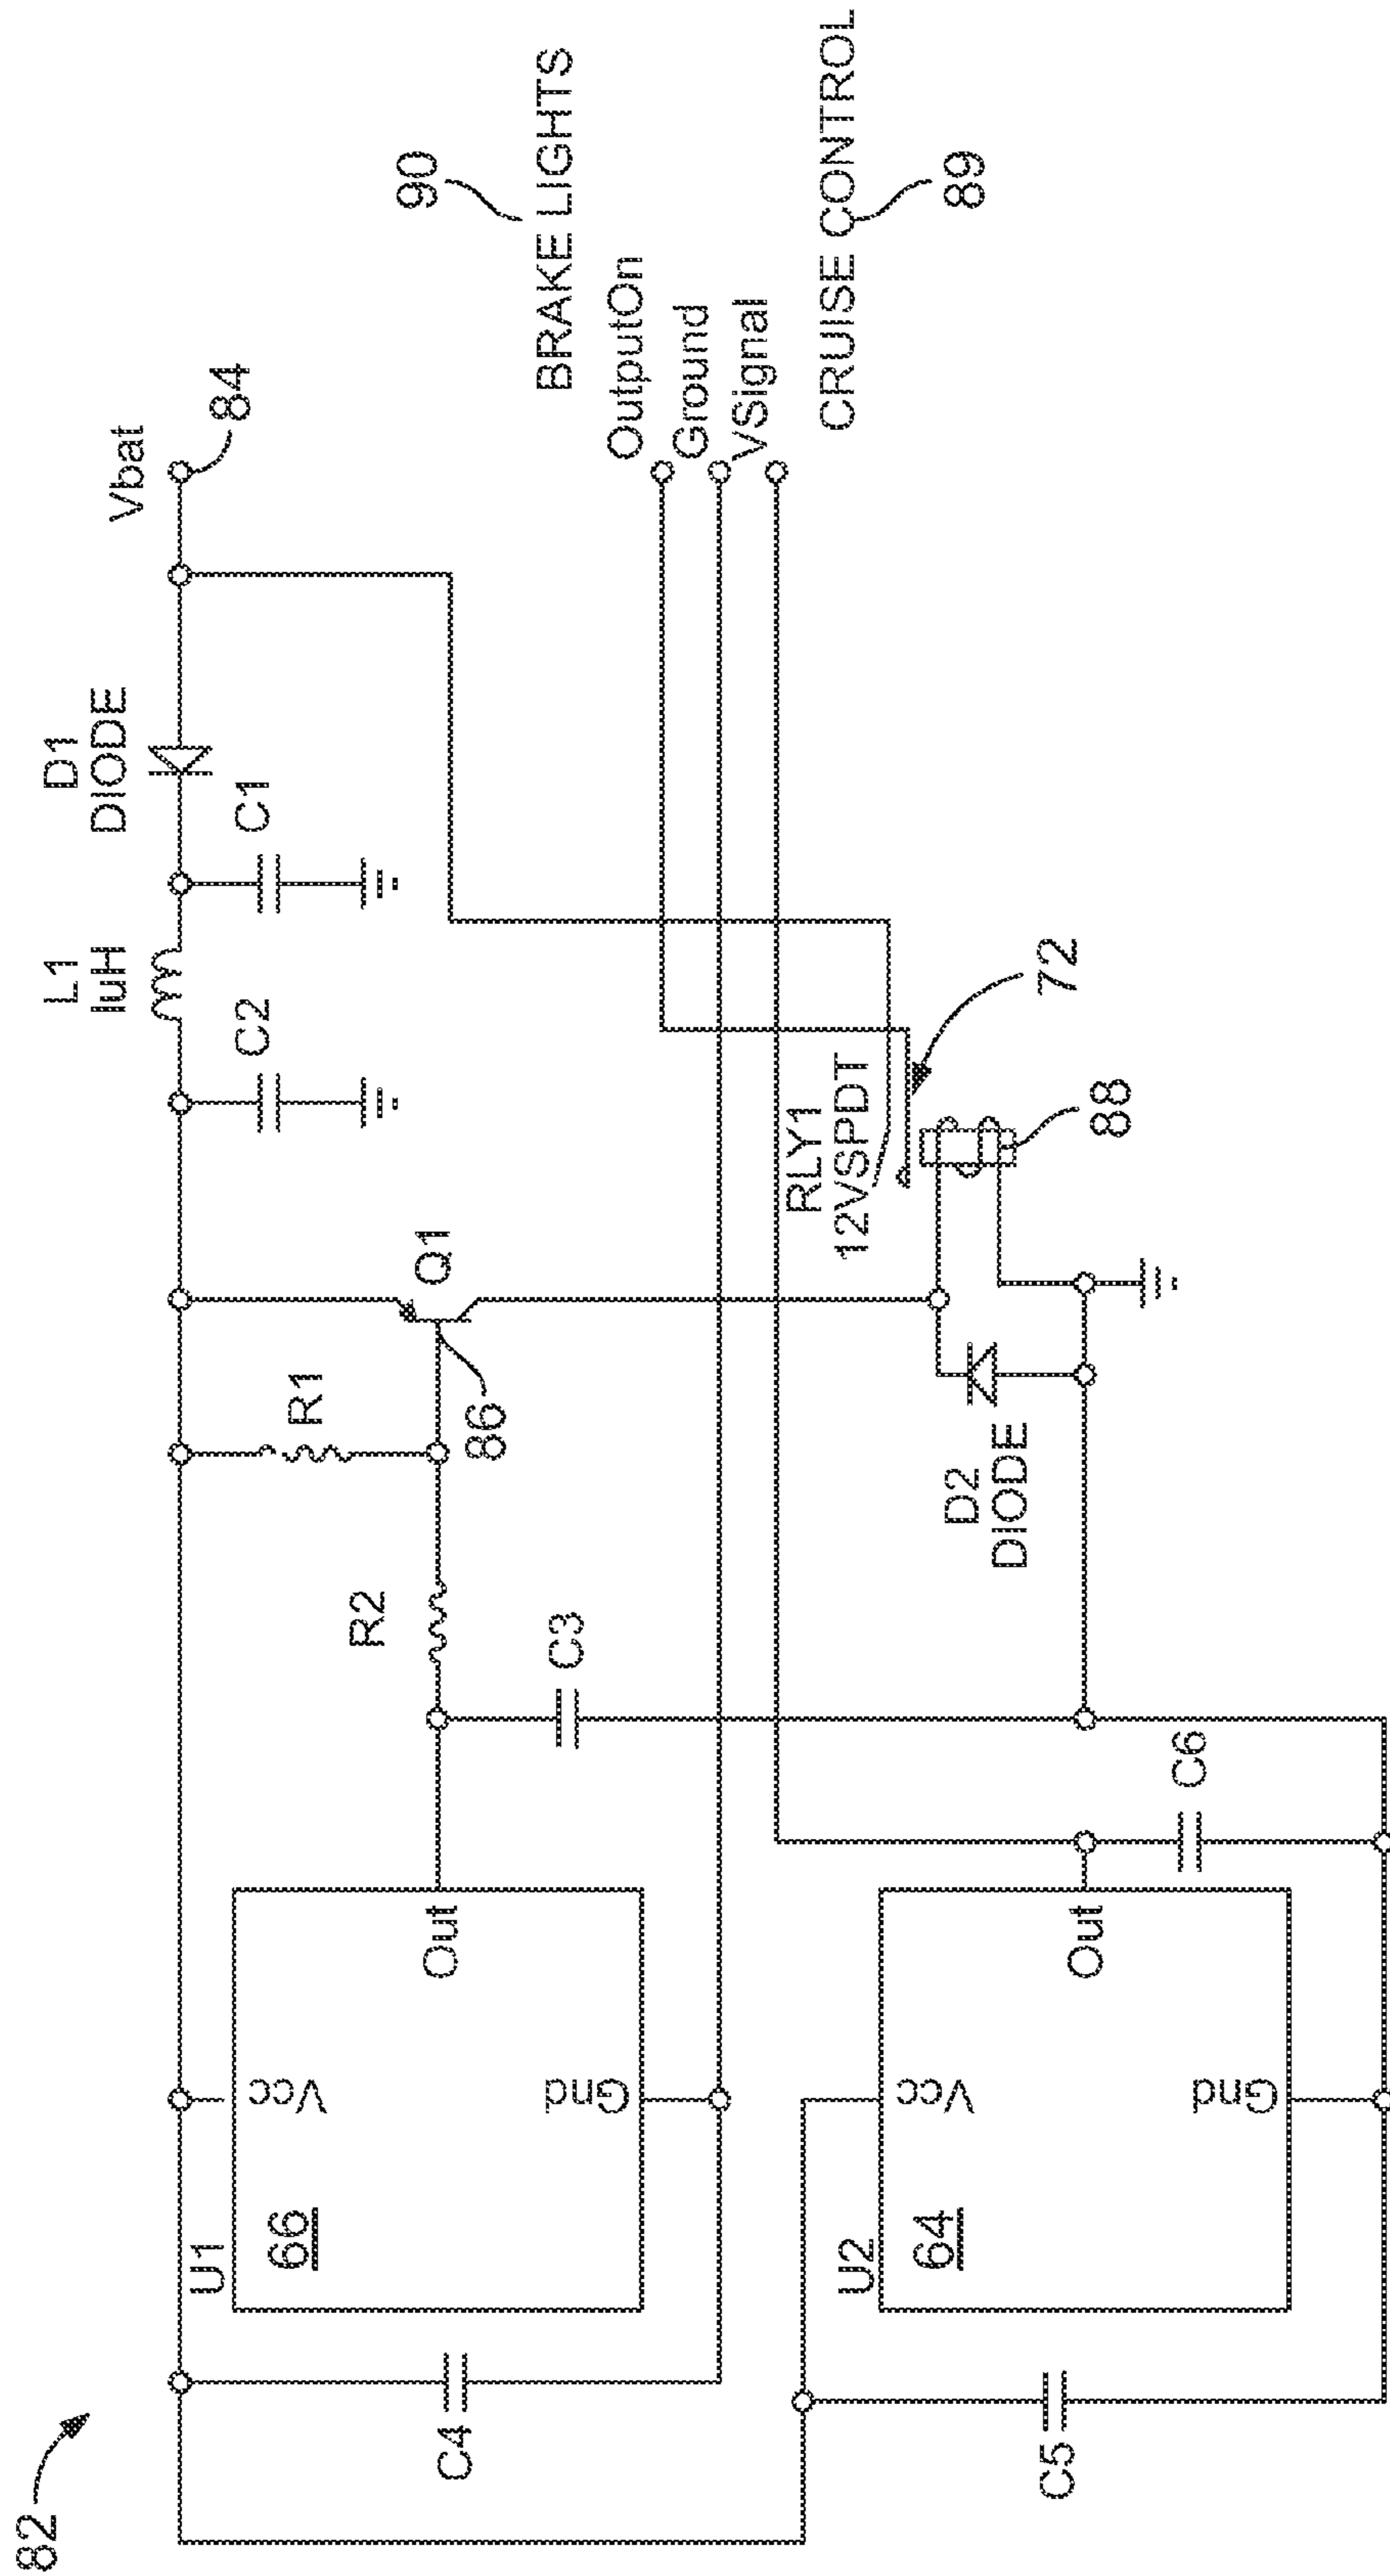 82
U1
66
Vcc
Gnd
Out
C4
U2
64
Vcc
Gnd
Out
C5
C6
C3
R2
R1
86
Q1
D2
DIODE
L1
IuH
C2
C1
D1
DIODE
Vbat
84
RLY1
12VSPDT
72
88
90
BRAKE LIGHTS
OutputOn
Ground
VSignal
CRUISE CONTROL
89